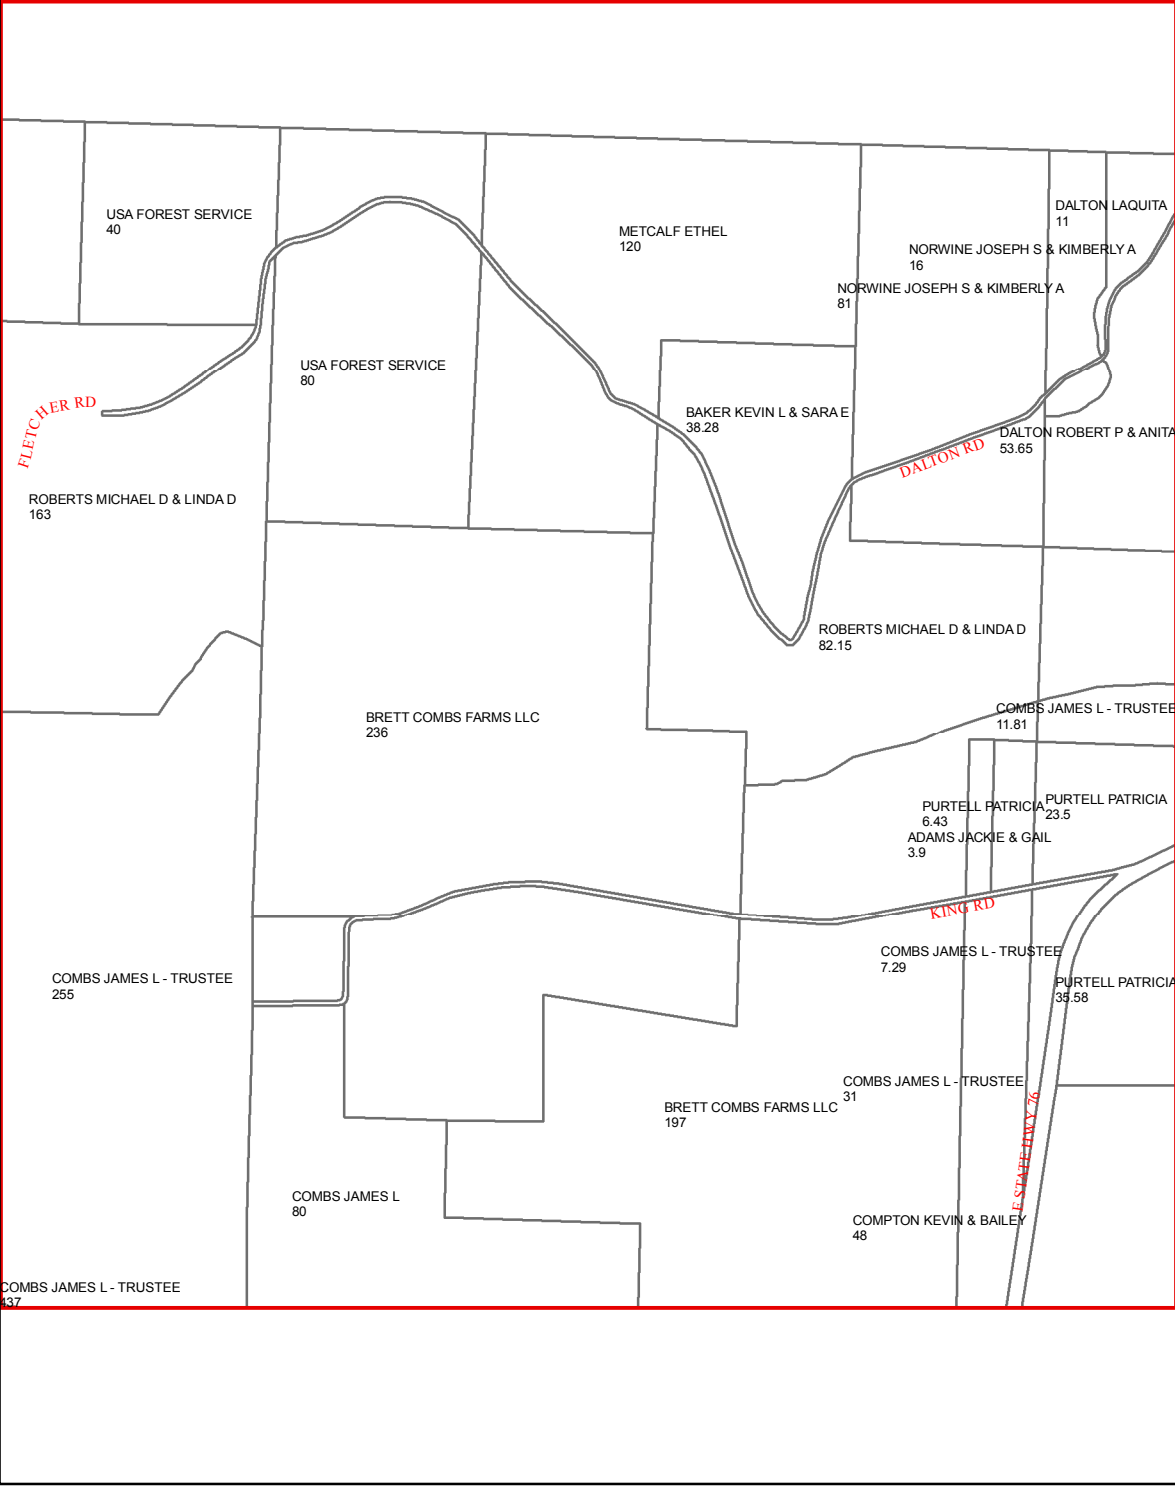 USA FOREST SERVICE
40
METCALF ETHEL
120
DALTON LAQUITA
11
NORWINE JOSEPH S & KIMBERLY A
16
NORWINE JOSEPH S & KIMBERLY A
81
USA FOREST SERVICE
80
FLETCHER RD
BAKER KEVIN L & SARA E
38.28
DALTON ROBERT P & ANITA
53.65
DALTON RD
ROBERTS MICHAEL D & LINDA D
163
ROBERTS MICHAEL D & LINDA D
82.15
COMBS JAMES L - TRUSTEE
11.81
BRETT COMBS FARMS LLC
236
PURTELL PATRICIA
6.43
PURTELL PATRICIA
23.5
ADAMS JACKIE & GAIL
3.9
KING RD
COMBS JAMES L - TRUSTEE
7.29
COMBS JAMES L - TRUSTEE
255
PURTELL PATRICIA
35.58
COMBS JAMES L - TRUSTEE
31
BRETT COMBS FARMS LLC
197
E STATE HWY 76
COMBS JAMES L
80
COMPTON KEVIN & BAILEY
48
COMBS JAMES L - TRUSTEE
437